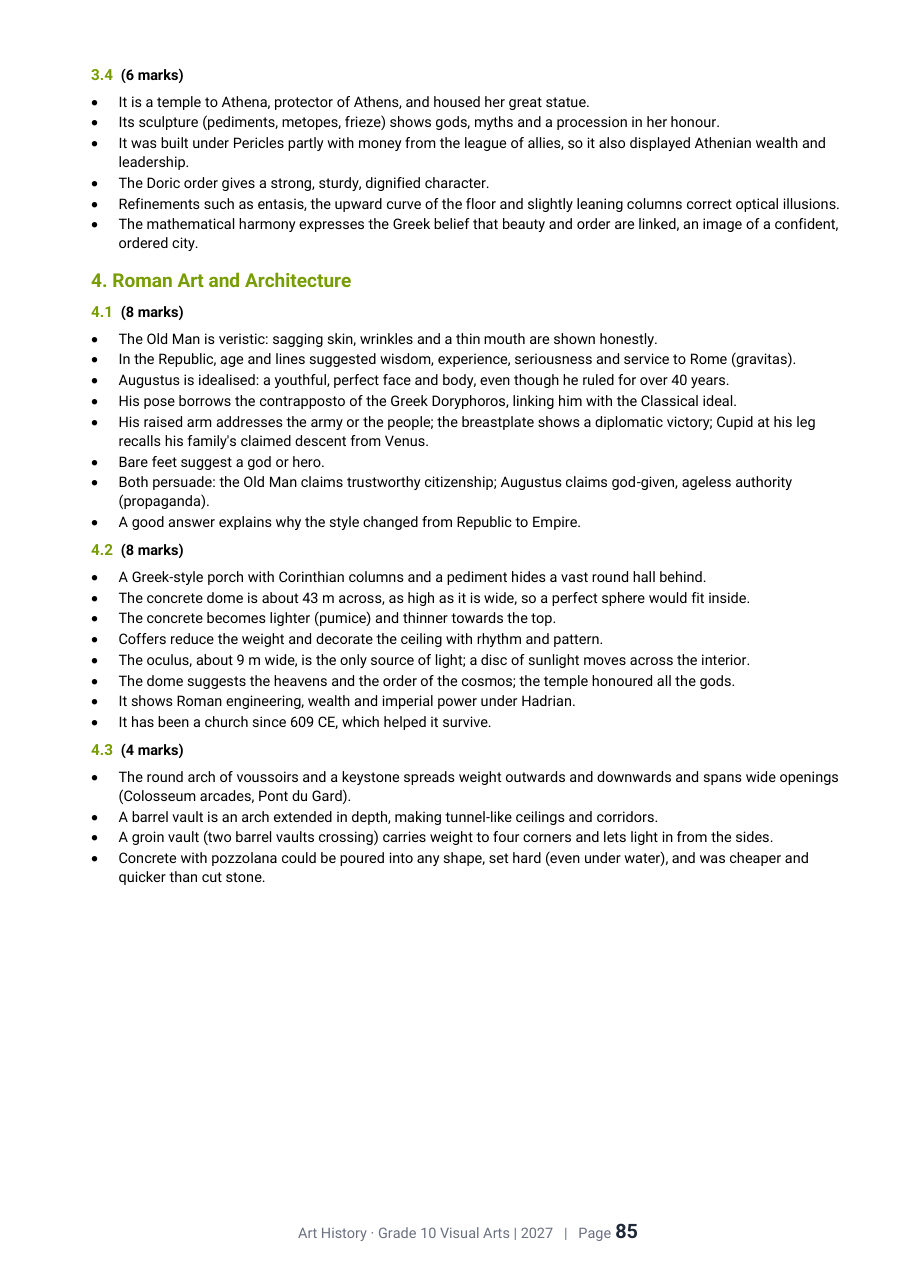 3.4 (6 marks)
• It is a temple to Athena, protector of Athens, and housed her great statue.
• Its sculpture (pediments, metopes, frieze) shows gods, myths and a procession in her honour.
• It was built under Pericles partly with money from the league of allies, so it also displayed Athenian wealth and
leadership.
• The Doric order gives a strong, sturdy, dignified character.
• Refinements such as entasis, the upward curve of the floor and slightly leaning columns correct optical illusions.
• The mathematical harmony expresses the Greek belief that beauty and order are linked, an image of a confident,
ordered city.
4. Roman Art and Architecture
4.1 (8 marks)
• The Old Man is veristic: sagging skin, wrinkles and a thin mouth are shown honestly.
• In the Republic, age and lines suggested wisdom, experience, seriousness and service to Rome (gravitas).
• Augustus is idealised: a youthful, perfect face and body, even though he ruled for over 40 years.
• His pose borrows the contrapposto of the Greek Doryphoros, linking him with the Classical ideal.
• His raised arm addresses the army or the people; the breastplate shows a diplomatic victory; Cupid at his leg
recalls his family's claimed descent from Venus.
• Bare feet suggest a god or hero.
• Both persuade: the Old Man claims trustworthy citizenship; Augustus claims god-given, ageless authority
(propaganda).
• A good answer explains why the style changed from Republic to Empire.
4.2 (8 marks)
• A Greek-style porch with Corinthian columns and a pediment hides a vast round hall behind.
• The concrete dome is about 43 m across, as high as it is wide, so a perfect sphere would fit inside.
• The concrete becomes lighter (pumice) and thinner towards the top.
• Coffers reduce the weight and decorate the ceiling with rhythm and pattern.
• The oculus, about 9 m wide, is the only source of light; a disc of sunlight moves across the interior.
• The dome suggests the heavens and the order of the cosmos; the temple honoured all the gods.
• It shows Roman engineering, wealth and imperial power under Hadrian.
• It has been a church since 609 CE, which helped it survive.
4.3 (4 marks)
• The round arch of voussoirs and a keystone spreads weight outwards and downwards and spans wide openings
(Colosseum arcades, Pont du Gard).
• A barrel vault is an arch extended in depth, making tunnel-like ceilings and corridors.
• A groin vault (two barrel vaults crossing) carries weight to four corners and lets light in from the sides.
• Concrete with pozzolana could be poured into any shape, set hard (even under water), and was cheaper and
quicker than cut stone.
Art History · Grade 10 Visual Arts | 2027 | Page 85